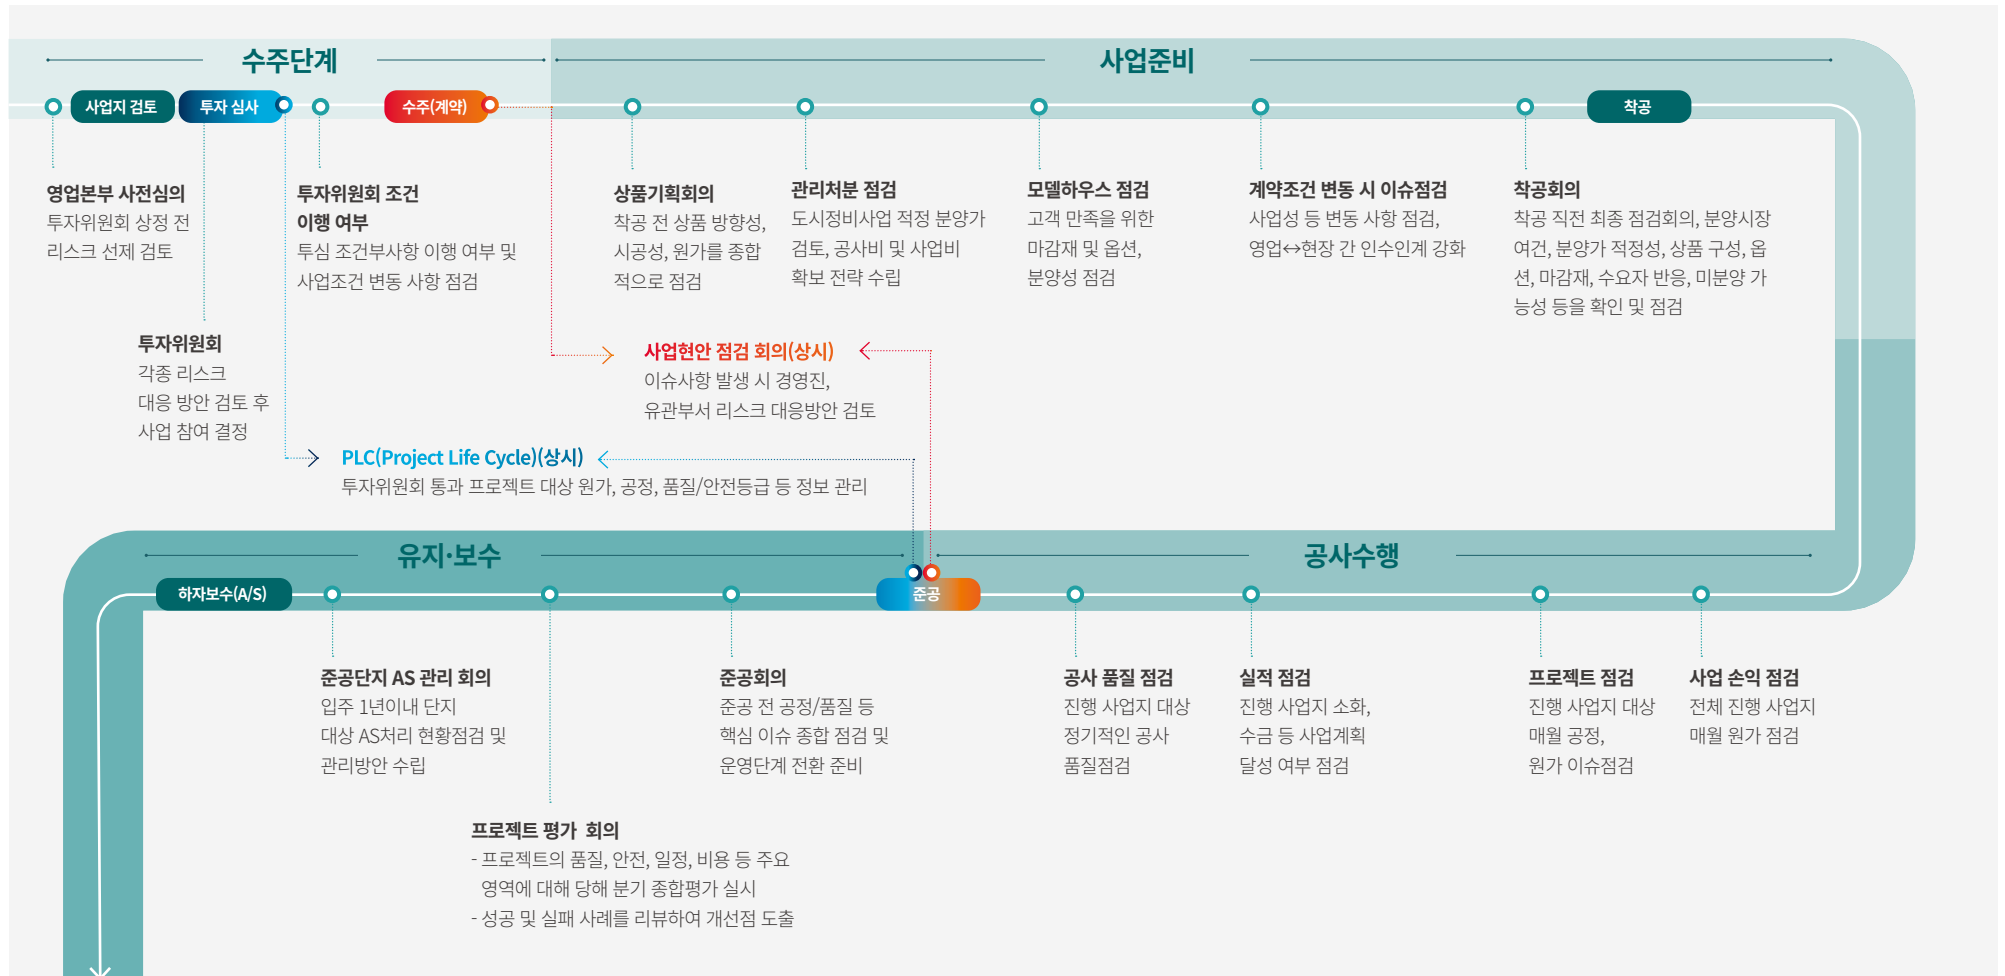 수주단계
사업준비
사업지 검토
투자 심사
수주(계약)
착공
영업본부 사전심의
투자위원회 상정 전
리스크 선제 검토
투자위원회
각종 리스크
대응 방안 검토 후
사업 참여 결정
투자위원회 조건
이행 여부
투심 조건부사항 이행 여부 및
사업조건 변동 사항 점검
상품기획회의
착공 전 상품 방향성,
시공성, 원가를 종합
적으로 점검
관리처분 점검
도시정비사업 적정 분양가
검토, 공사비 및 사업비
확보 전략 수립
모델하우스 점검
고객 만족을 위한
마감재 및 옵션,
분양성 점검
계약조건 변동 시 이슈점검
사업성 등 변동 사항 점검,
영업↔현장 간 인수인계 강화
착공회의
착공 직전 최종 점검회의, 분양시장
여건, 분양가 적정성, 상품 구성, 옵
션, 마감재, 수요자 반응, 미분양 가
능성 등을 확인 및 점검
사업현안 점검 회의(상시)
이슈사항 발생 시 경영진,
유관부서 리스크 대응방안 검토
PLC(Project Life Cycle)(상시)
투자위원회 통과 프로젝트 대상 원가, 공정, 품질/안전등급 등 정보 관리
유지·보수
공사수행
하자보수(A/S)
준공
준공단지 AS 관리 회의
입주 1년이내 단지
대상 AS처리 현황점검 및
관리방안 수립
프로젝트 평가 회의
- 프로젝트의 품질, 안전, 일정, 비용 등 주요
영역에 대해 당해 분기 종합평가 실시
- 성공 및 실패 사례를 리뷰하여 개선점 도출
준공회의
준공 전 공정/품질 등
핵심 이슈 종합 점검 및
운영단계 전환 준비
공사 품질 점검
진행 사업지 대상
정기적인 공사
품질점검
실적 점검
진행 사업지 소화,
수금 등 사업계획
달성 여부 점검
프로젝트 점검
진행 사업지 대상
매월 공정,
원가 이슈점검
사업 손익 점검
전체 진행 사업지
매월 원가 점검